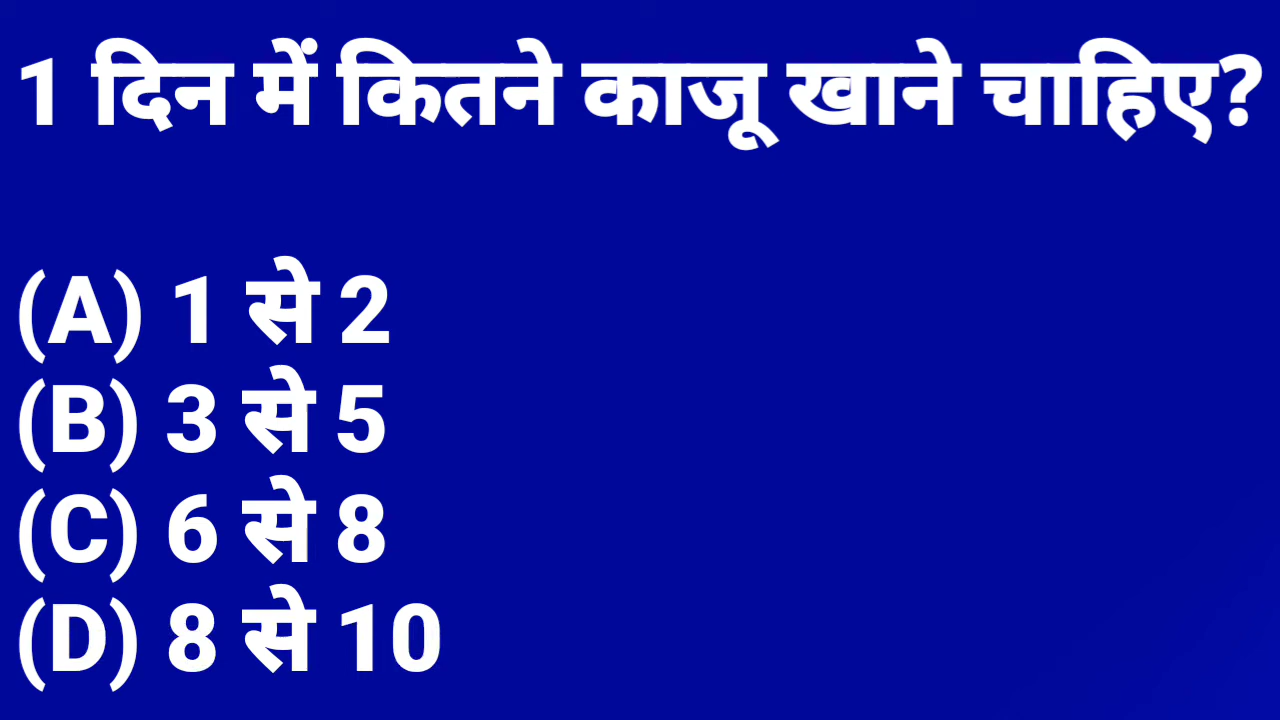 1 दिन में कितने काजू खाने चाहिए?
(A) 1 से 2
(B) 3 से 5
(C) 6 से 8
(D) 8 से 10